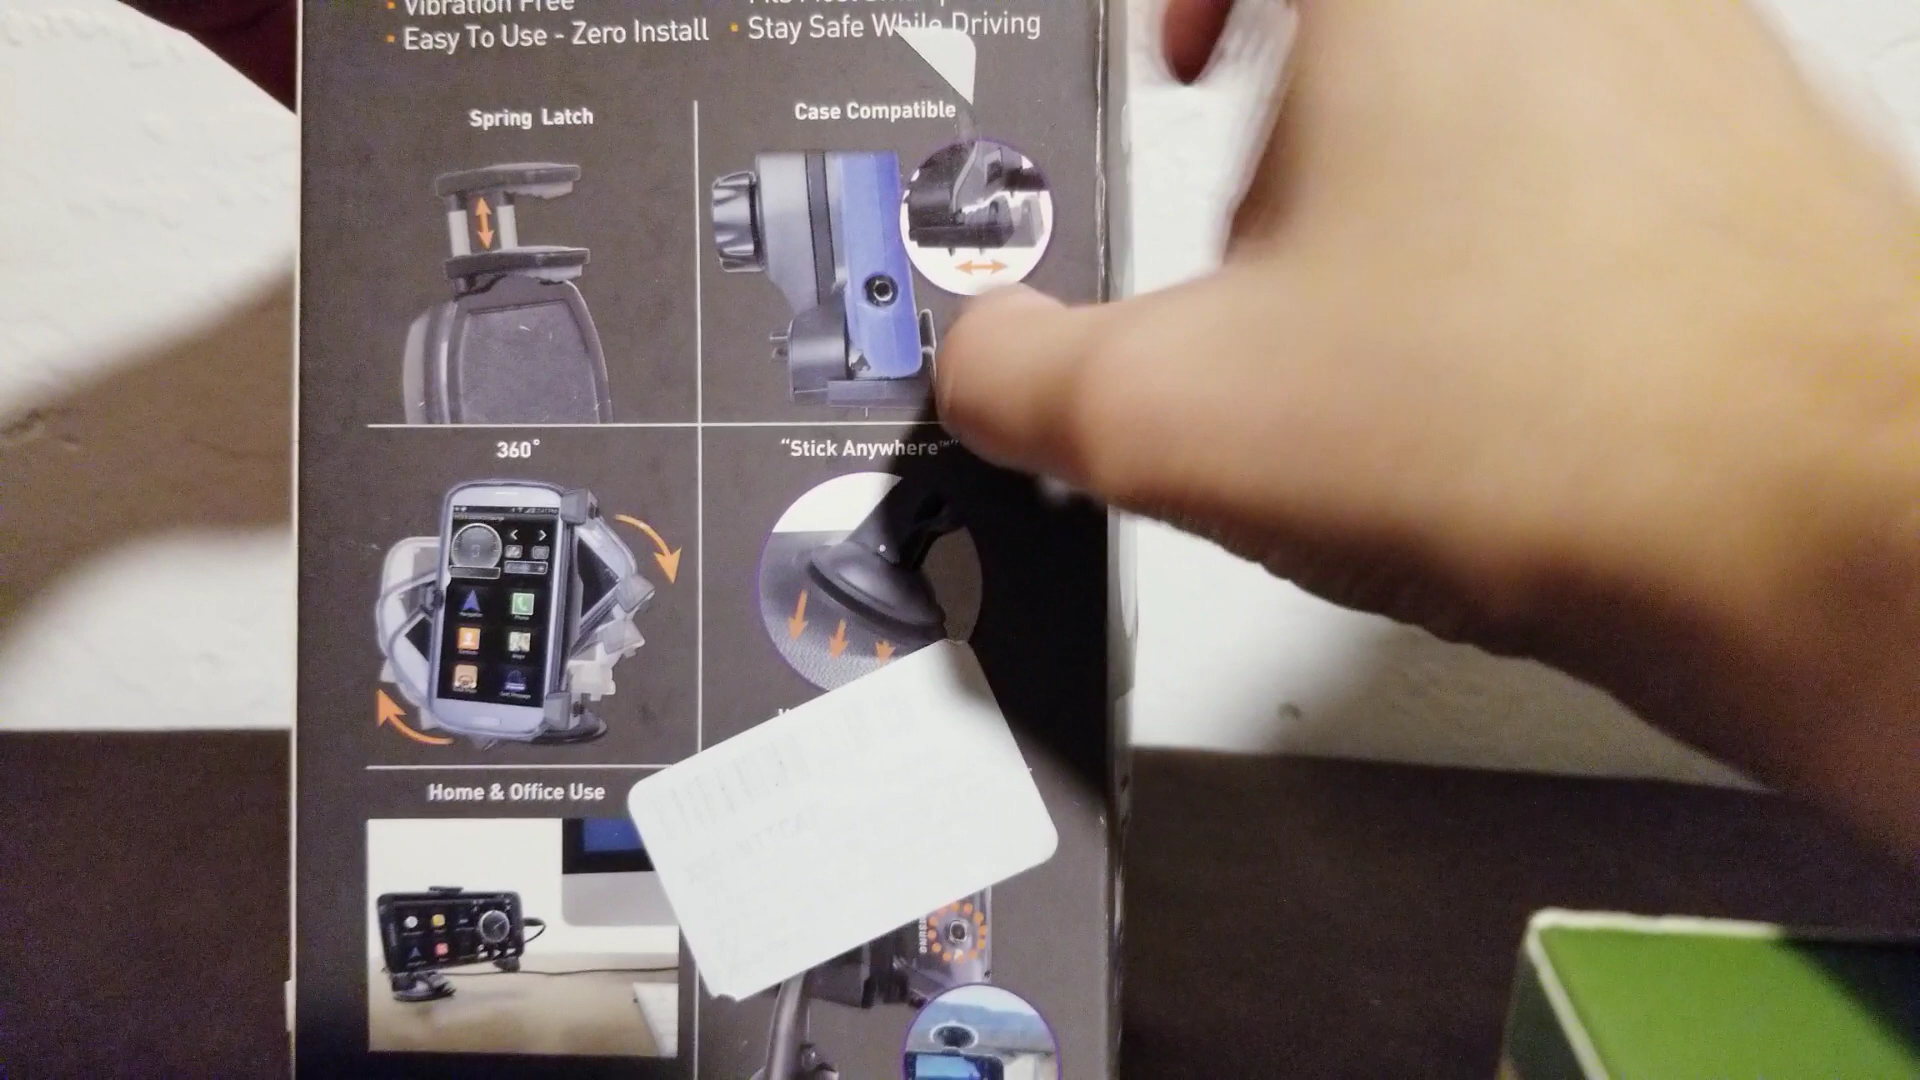 Vibration Free
Easy To Use - Zero Install
Stay Safe While Driving
Spring Latch
Case Compatible
360°
"Stick Anywhere™"
Home & Office Use